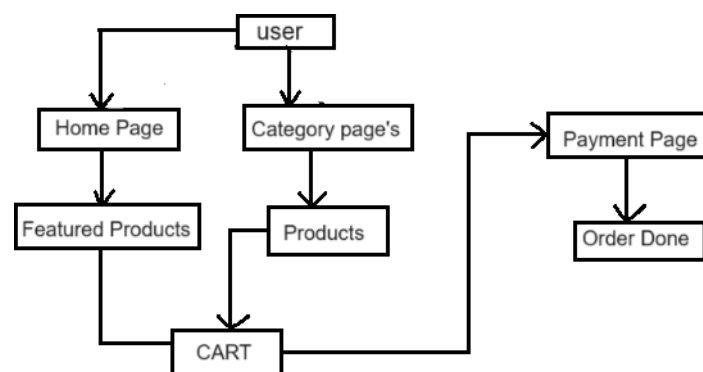 user
Home Page
Category page's
Payment Page
Featured Products
Products
Order Done
CART